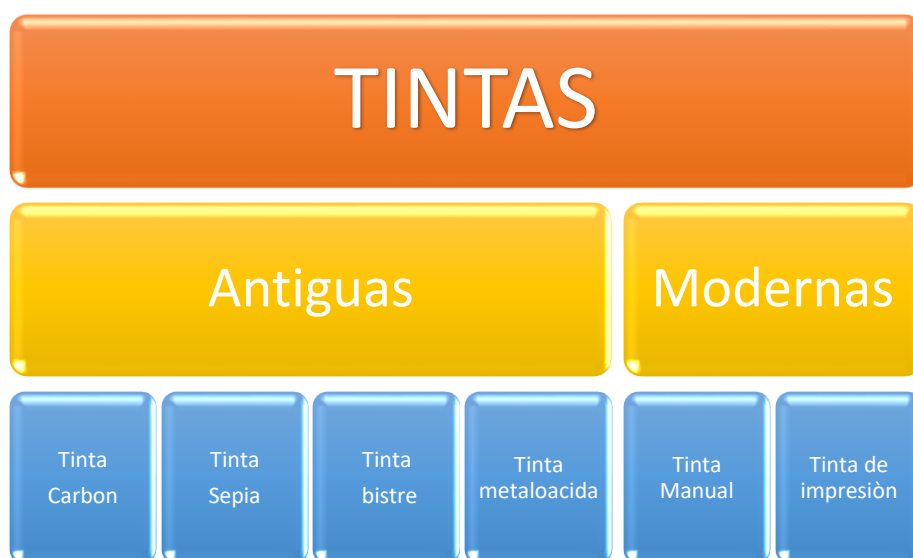 TINTAS
Antiguas
Modernas
Tinta
Carbon
Tinta
Sepia
Tinta
bistre
Tinta
metaloacida
Tinta
Manual
Tinta de
impresiòn